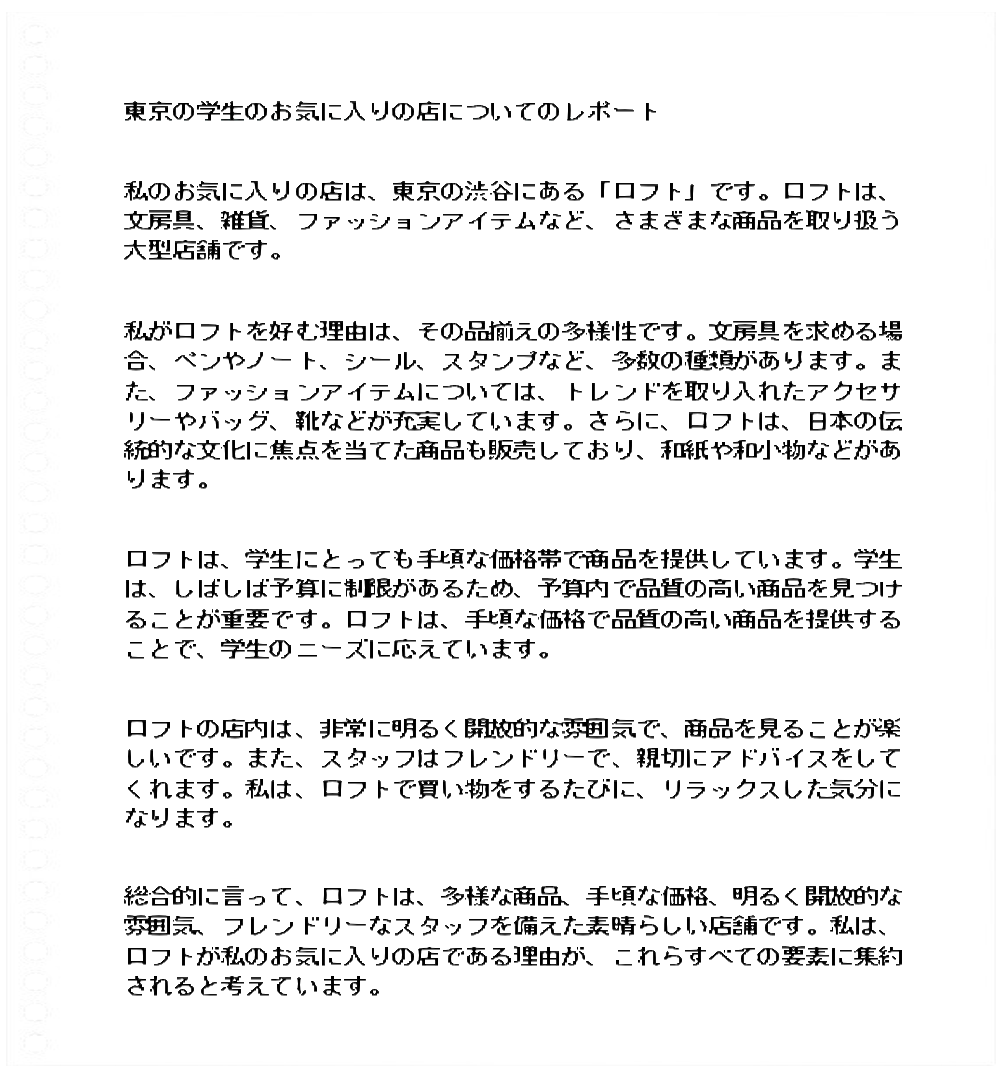 東京の学生のお気に入りの店についてのレポート
私のお気に入りの店は、東京の渋谷にある「ロフト」です。ロフトは、
文房具、雑貨、ファッションアイテムなど、さまざまな商品を取り扱う
大型店舗です。
私がロフトを好む理由は、その品揃えの多様性です。文房具を求める場
合、ペンやノート、シール、スタンプなど、多数の種類があります。ま
た、ファッションアイテムについては、トレンドを取り入れたアクセサ
リーやバッグ、靴などが充実しています。さらに、ロフトは、日本の伝
統的な文化に焦点を当てた商品も販売しており、和紙や和小物などがあ
ります。
ロフトは、学生にとっても手頃な価格帯で商品を提供しています。学生
は、しばしば予算に制限があるため、予算内で品質の高い商品を見つけ
ることが重要です。ロフトは、手頃な価格で品質の高い商品を提供する
ことで、学生のニーズに応えています。
ロフトの店内は、非常に明るく開放的な雰囲気で、商品を見ることが楽
しいです。また、スタッフはフレンドリーで、親切にアドバイスをして
くれます。私は、ロフトで買い物をするたびに、リラックスした気分に
なります。
総合的に言って、ロフトは、多様な商品、手頃な価格、明るく開放的な
雰囲気、フレンドリーなスタッフを備えた素晴らしい店舗です。私は、
ロフトが私のお気に入りの店である理由が、これらすべての要素に集約
されると考えています。